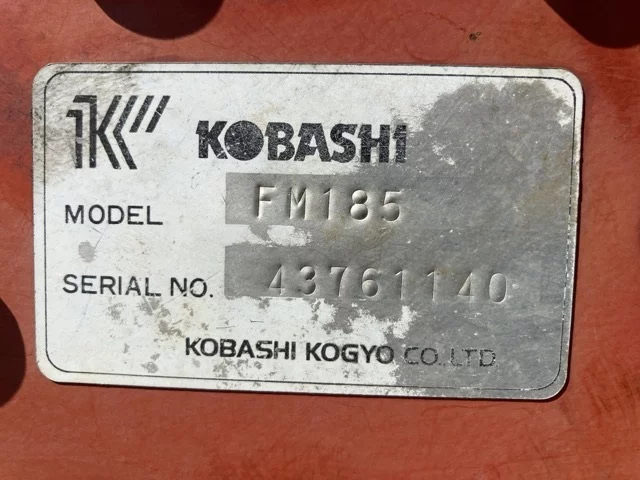 KOBASHI
MODEL FM185
SERIAL NO. 43761140
KOBASHI KOGYO CO. LTD